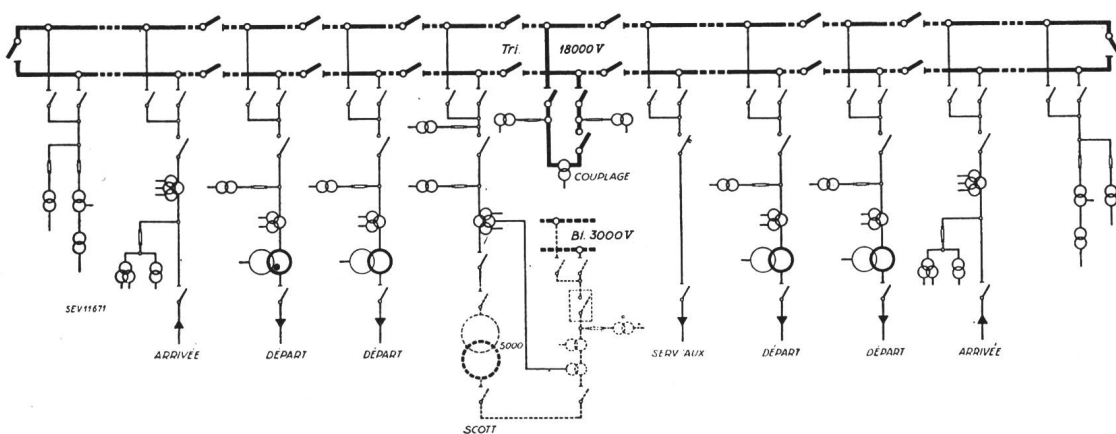 Tri. 18000 V
COUPLAGE
Bi. 3000 V
SEV11671
5000
ARRIVÉE DÉPART DÉPART SERV. AUX DÉPART DÉPART ARRIVÉE
SCOTT